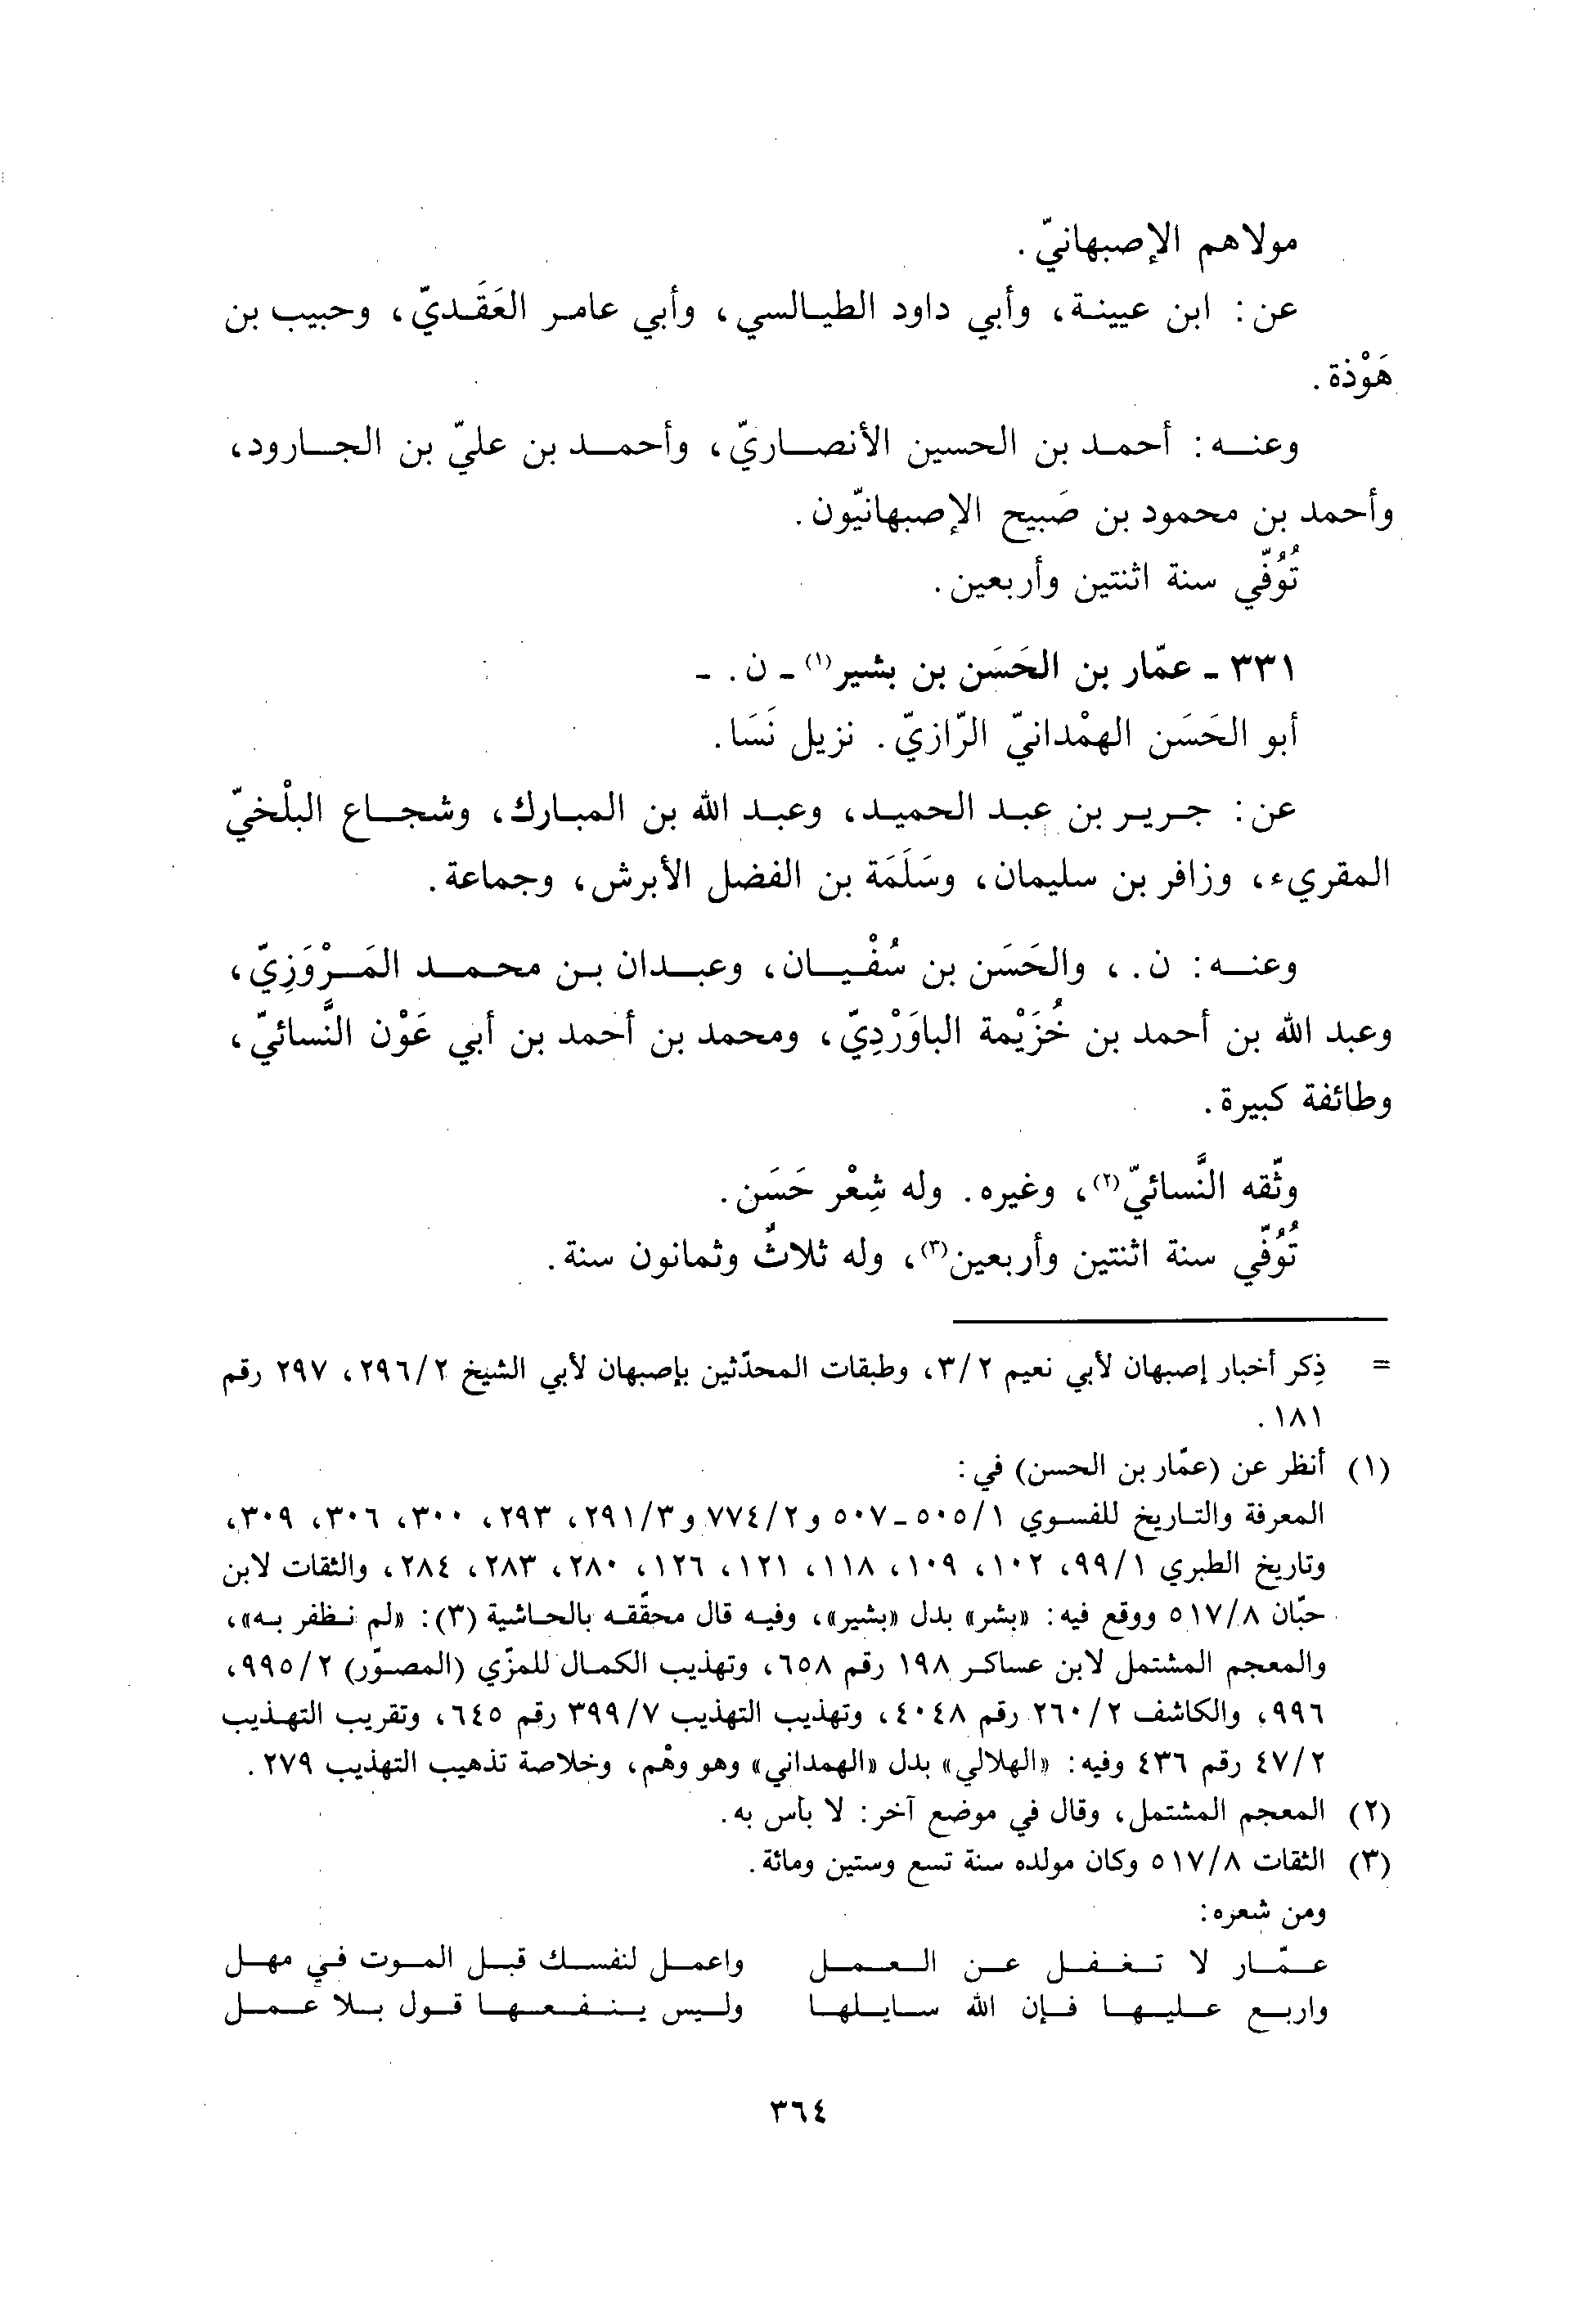 مولاهم الإصبهانيّ.
عن: ابن عيينة، وأبي داود الطيالسي، وأبي عامر العَقَديّ، وحبيب بن
هَوْذة.
وعنه: أحمد بن الحسين الأنصاريّ، وأحمد بن عليّ بن الجارود،
وأحمد بن محمود بن صَبيح الإصبهانيّون.
تُوُفّي سنة اثنتين وأربعين.
٣٣١ - عمّار بن الحَسَن بن بشير(١) - ن. -
أبو الحَسَن الهمْدانيّ الرّازيّ. نزيل نَسَا.
عن: جرير بن عبد الحميد، وعبد الله بن المبارك، وشجاع البلْخيّ
المقريء، وزافر بن سليمان، وسَلَمَة بن الفضل الأبرش، وجماعة.
وعنه: ن.، والحَسَن بن سُفْيان، وعبدان بن محمد المَرْوَزِيّ،
وعبد الله بن أحمد بن خُزَيْمة الباوَرْدِيّ، ومحمد بن أحمد بن أبي عَوْن النَّسائيّ،
وطائفة كبيرة.
وثّقه النَّسائيّ(٢)، وغيره. وله شِعْر حَسَن.
تُوُفّي سنة اثنتين وأربعين(٣)، وله ثلاثٌ وثمانون سنة.
= ذِكر أخبار إصبهان لأبي نعيم ٣/٢، وطبقات المحدّثين بإصبهان لأبي الشيخ ٢٩٦/٢، ٢٩٧ رقم
١٨١.
(١) أنظر عن (عمّار بن الحسن) في:
المعرفة والتاريخ للفسوي ٥٠٥/١ - ٥٠٧ و٧٧٤/٢ و٢٩١/٣، ٢٩٣، ٣٠٠، ٣٠٦، ٣٠٩،
وتاريخ الطبري ٩٩/١، ١٠٢، ١٠٩، ١١٨، ١٢١، ١٢٦، ٢٨٠، ٢٨٣، ٢٨٤، والثقات لابن
حبّان ٥١٧/٨ ووقع فيه: «بشر» بدل «بشير»، وفيه قال محقّقه بالحاشية (٣): «لم نظفر به»،
والمعجم المشتمل لابن عساكر ١٩٨ رقم ٦٥٨، وتهذيب الكمال للمزّي (المصوّر) ٩٩٥/٢،
٩٩٦، والكاشف ٢٦٠/٢ رقم ٤٠٤٨، وتهذيب التهذيب ٣٩٩/٧ رقم ٦٤٥، وتقريب التهذيب
٤٧/٢ رقم ٤٣٦ وفيه: «الهلالي» بدل «الهمداني» وهو وهْم، وخلاصة تذهيب التهذيب ٢٧٩.
(٢) المعجم المشتمل، وقال في موضع آخر: لا بأس به.
(٣) الثقات ٥١٧/٨ وكان مولده سنة تسع وستين ومائة.
ومن شعره:
عمّار لا تغفل عن العمل واعمل لنفسك قبل الموت في مهل
واربع عليها فإن الله سايلها وليس ينفعها قول بلا عمل
٣٦٤